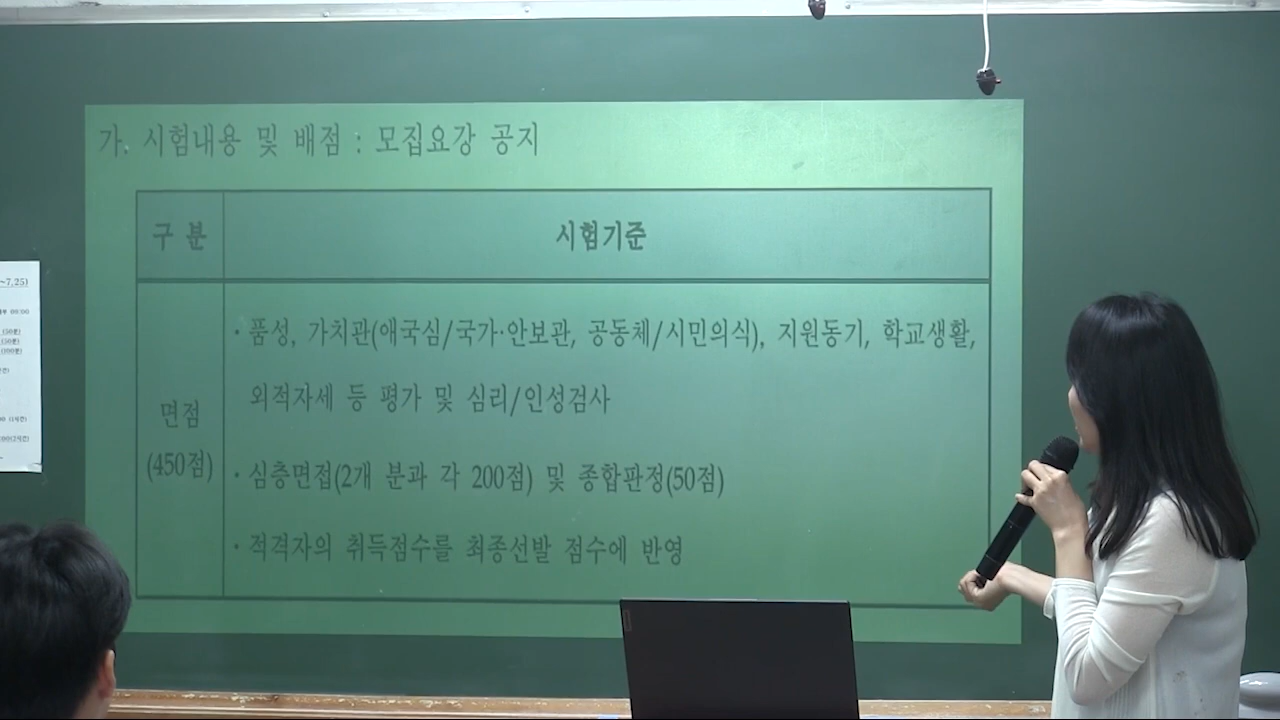 가. 시험내용 및 배점 : 모집요강 공지
구 분
시험기준
면점
(450점)
· 품성, 가치관(애국심/국가·안보관, 공동체/시민의식), 지원동기, 학교생활,
외적자세 등 평가 및 심리/인성검사
· 심층면접(2개 분과 각 200점) 및 종합판정(50점)
· 적격자의 취득점수를 최종선발 점수에 반영
~7.25)